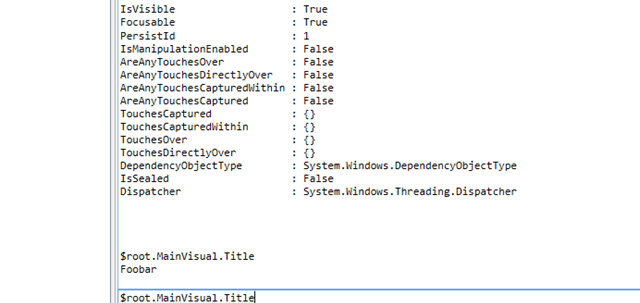 IsVisible : True
Focusable : True
PersistId : 1
IsManipulationEnabled : False
AreAnyTouchesOver : False
AreAnyTouchesDirectlyOver : False
AreAnyTouchesCapturedWithin : False
AreAnyTouchesCaptured : False
TouchesCaptured : {}
TouchesCapturedWithin : {}
TouchesOver : {}
TouchesDirectlyOver : {}
DependencyObjectType : System.Windows.DependencyObjectType
IsSealed : False
Dispatcher : System.Windows.Threading.Dispatcher
$root.MainVisual.Title
Foobar
$root.MainVisual.Title